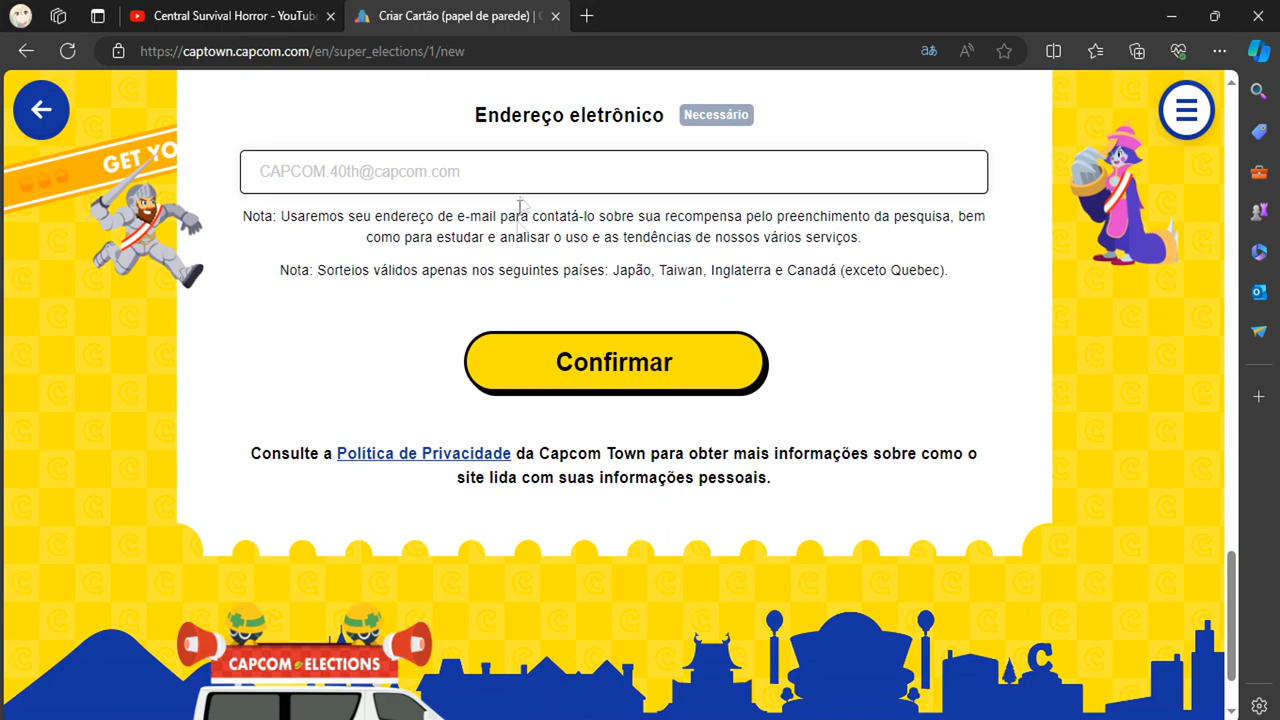 Central Survival Horror - YouTube
Criar Cartão (papel de parede) | C
https://captown.capcom.com/en/super_elections/1/new
GET YO
Endereço eletrônico Necessário
CAPCOM.40th@capcom.com
Nota: Usaremos seu endereço de e-mail para contatá-lo sobre sua recompensa pelo preenchimento da pesquisa, bem
como para estudar e analisar o uso e as tendências de nossos vários serviços.
Nota: Sorteios válidos apenas nos seguintes países: Japão, Taiwan, Inglaterra e Canadá (exceto Quebec).
Confirmar
Consulte a Política de Privacidade da Capcom Town para obter mais informações sobre como o
site lida com suas informações pessoais.
CAPCOM ELECTIONS
C